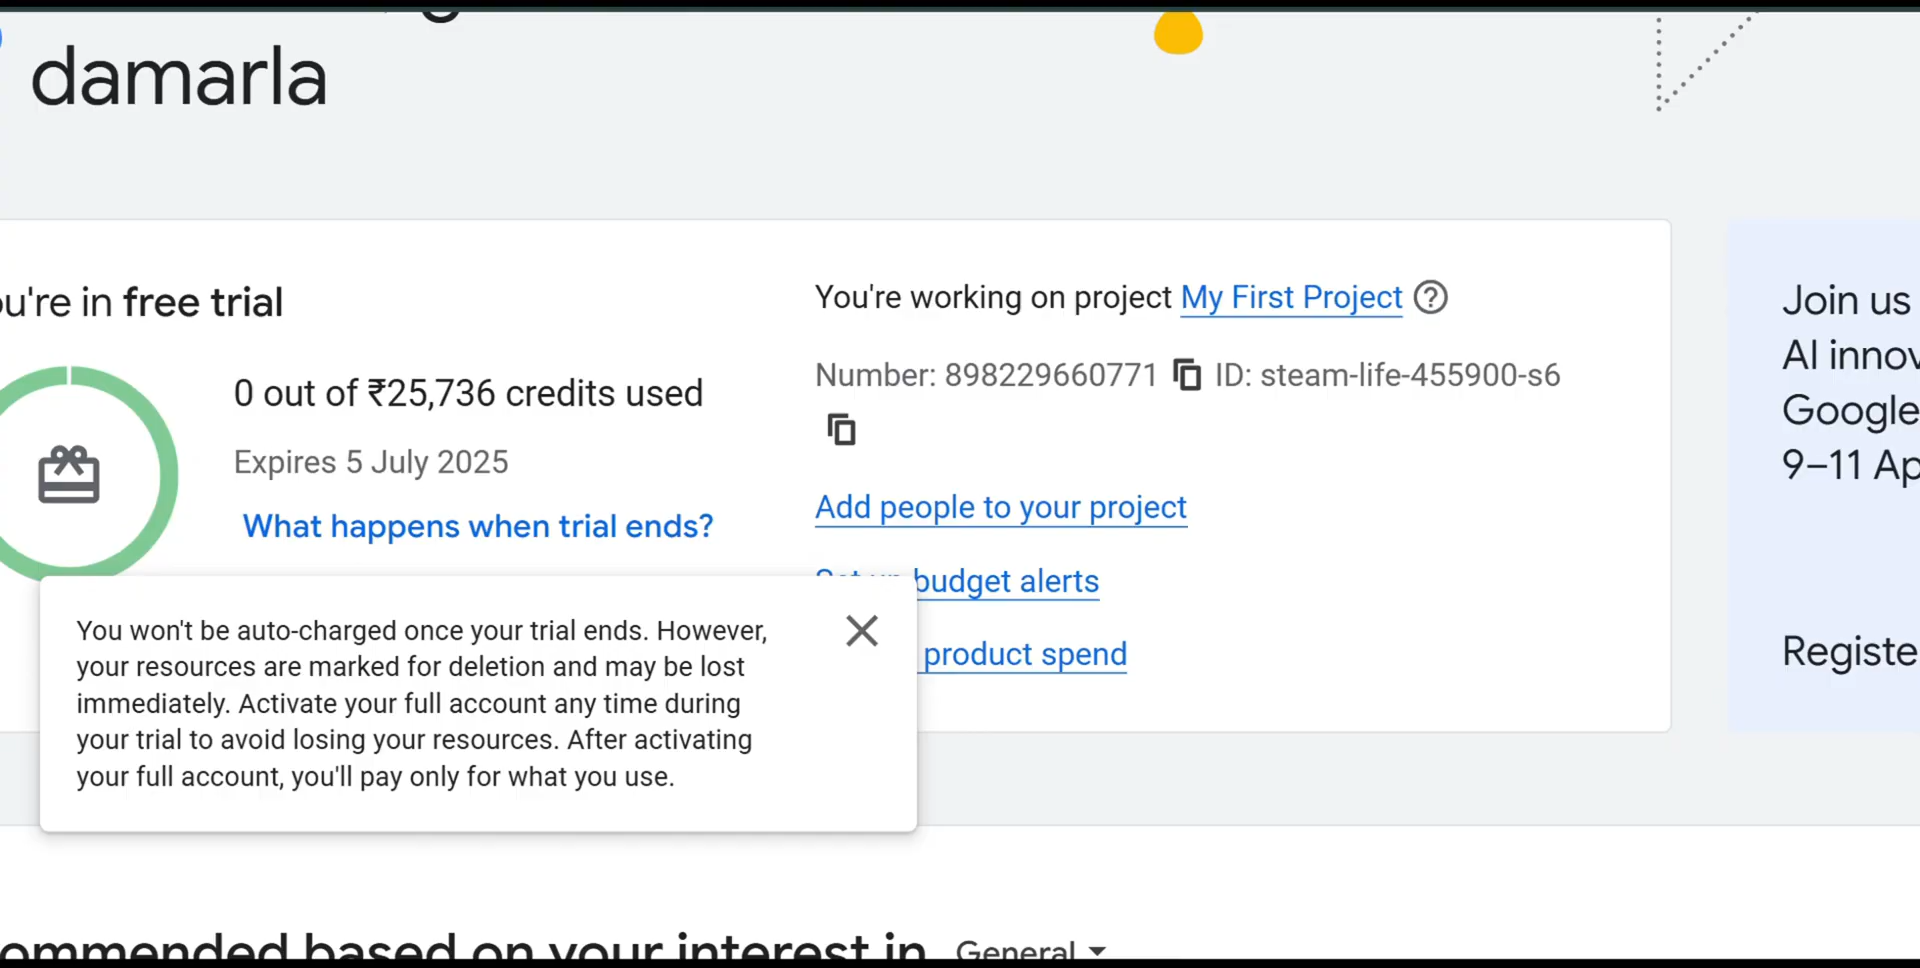 damarla
ou're in free trial
0 out of ₹25,736 credits used
Expires 5 July 2025
What happens when trial ends?
You won't be auto-charged once your trial ends. However,
your resources are marked for deletion and may be lost
immediately. Activate your full account any time during
your trial to avoid losing your resources. After activating
your full account, you'll pay only for what you use.
You're working on project My First Project
Number: 898229660771 ID: steam-life-455900-s6
Add people to your project
Set up budget alerts
product spend
Join us
AI innov
Google
9–11 Ap
Registe
ommended based on your interest in General